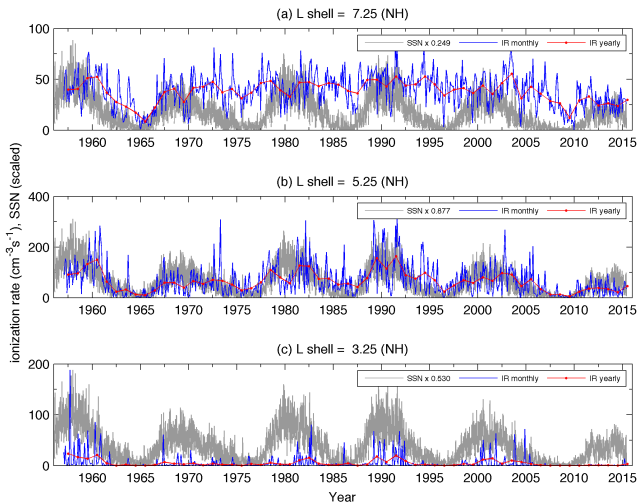 (a) L shell = 7.25 (NH)
100
50
0
SSN x 0.249 IR monthly IR yearly
1960 1965 1970 1975 1980 1985 1990 1995 2000 2005 2010 2015
(b) L shell = 5.25 (NH)
400
200
0
SSN x 0.877 IR monthly IR yearly
1960 1965 1970 1975 1980 1985 1990 1995 2000 2005 2010 2015
ionization rate (cm⁻³s⁻¹), SSN (scaled)
(c) L shell = 3.25 (NH)
200
100
0
SSN x 0.530 IR monthly IR yearly
1960 1965 1970 1975 1980 1985 1990 1995 2000 2005 2010 2015
Year